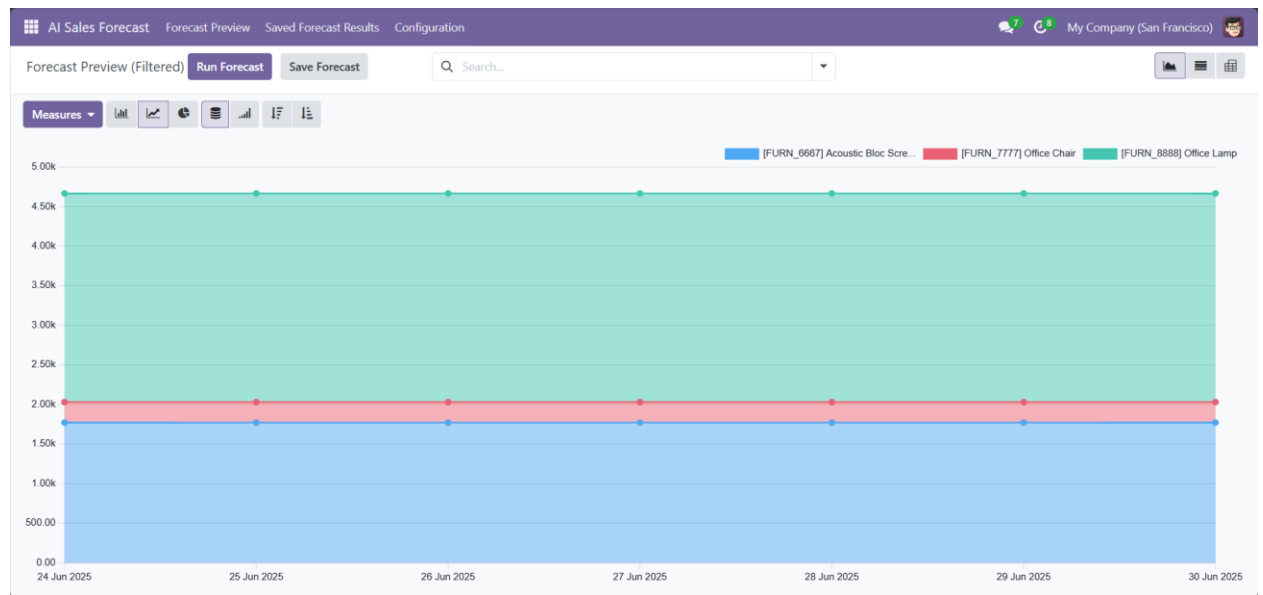 AI Sales Forecast Forecast Preview Saved Forecast Results Configuration 7 8 My Company (San Francisco)
Forecast Preview (Filtered) Run Forecast Save Forecast Search...
Measures
[FURN_6667] Acoustic Bloc Scre... [FURN_7777] Office Chair [FURN_8888] Office Lamp
5.00k
4.50k
4.00k
3.50k
3.00k
2.50k
2.00k
1.50k
1.00k
500.00
0.00
24 Jun 2025 25 Jun 2025 26 Jun 2025 27 Jun 2025 28 Jun 2025 29 Jun 2025 30 Jun 2025